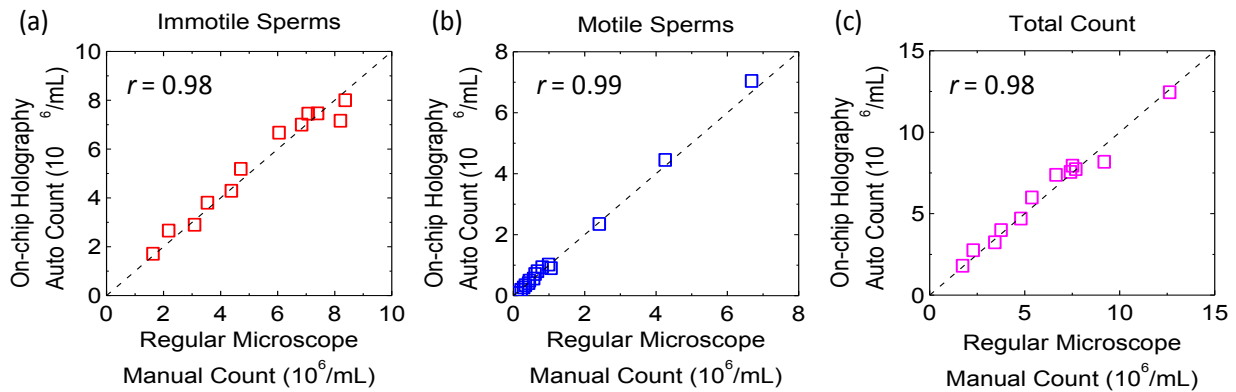 (a) Immotile Sperms
r = 0.98
On-chip Holography
Auto Count (10 ⁶/mL)
10
8
6
4
2
0
0 2 4 6 8 10
Regular Microscope
Manual Count (10⁶/mL)
(b) Motile Sperms
r = 0.99
On-chip Holography
Auto Count (10 ⁶/mL)
8
6
4
2
0
0 2 4 6 8
Regular Microscope
Manual Count (10⁶/mL)
(c) Total Count
r = 0.98
On-chip Holography
Auto Count (10 ⁶/mL)
15
10
5
0
0 5 10 15
Regular Microscope
Manual Count (10⁶/mL)